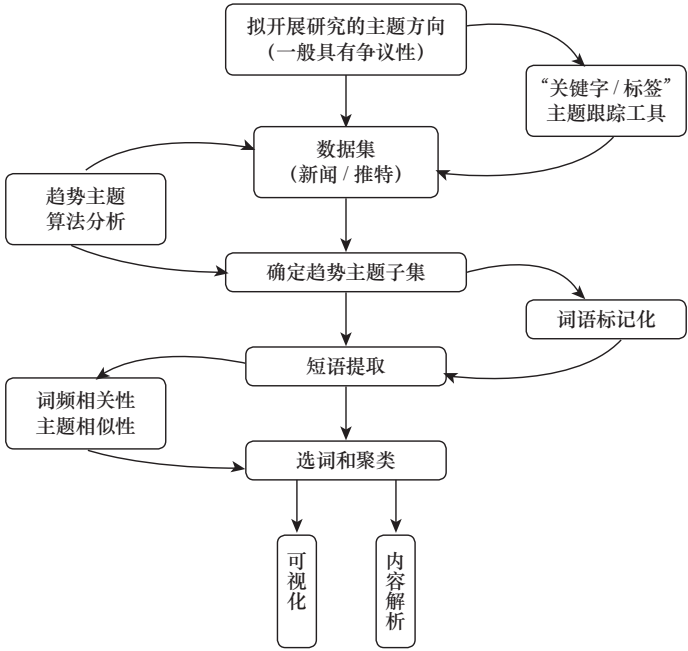 拟开展研究的主题方向
（一般具有争议性）
“关键字 / 标签”
主题跟踪工具
数据集
（新闻 / 推特）
趋势主题
算法分析
确定趋势主题子集
词语标记化
短语提取
词频相关性
主题相似性
选词和聚类
可视化
内容解析